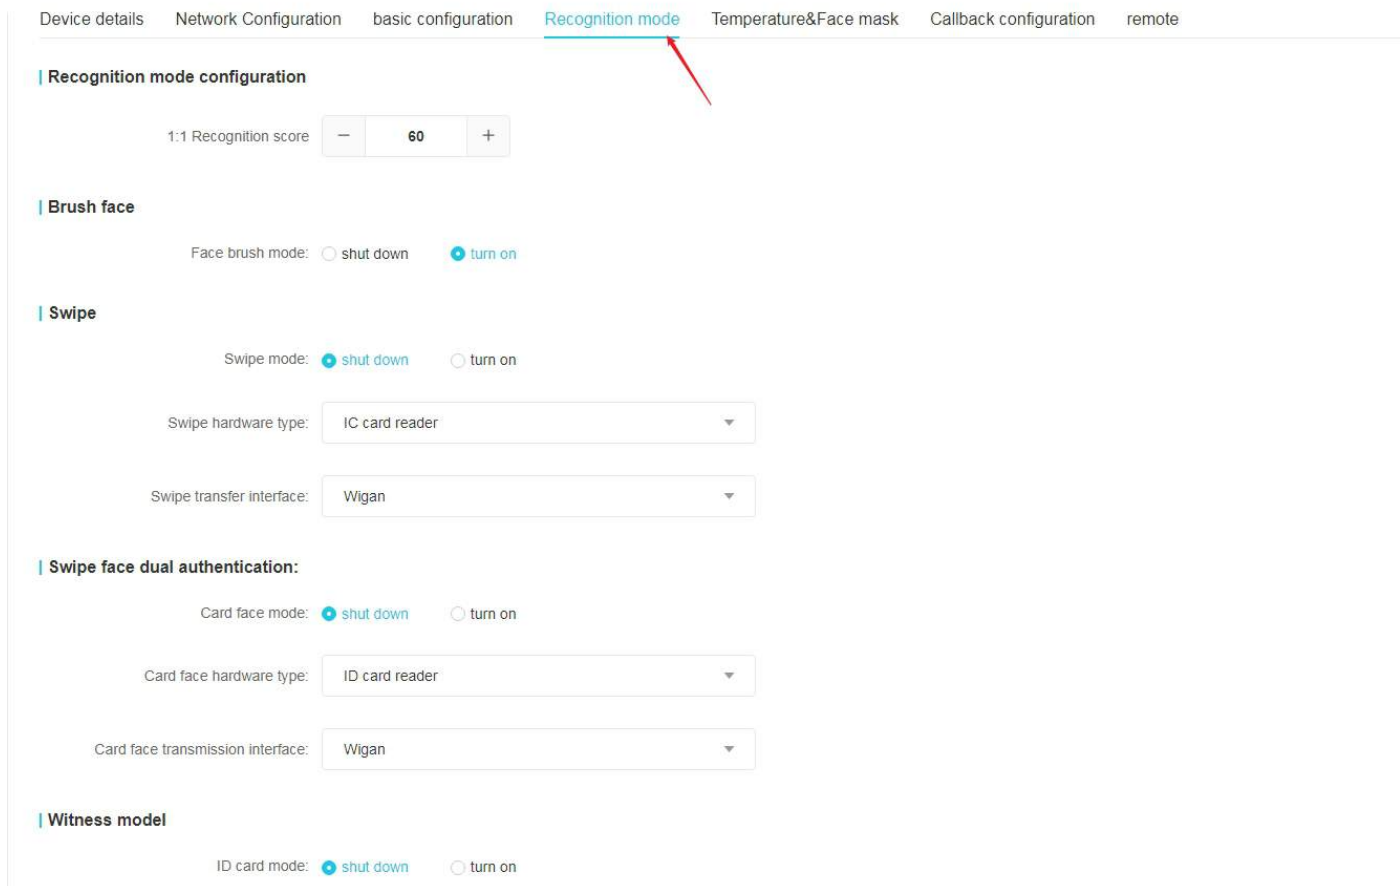 Device details Network Configuration basic configuration Recognition mode Temperature&Face mask Callback configuration remote
Recognition mode configuration
1:1 Recognition score − 60 +
Brush face
Face brush mode: shut down turn on
Swipe
Swipe mode: shut down turn on
Swipe hardware type: IC card reader
Swipe transfer interface: Wigan
Swipe face dual authentication:
Card face mode: shut down turn on
Card face hardware type: ID card reader
Card face transmission interface: Wigan
Witness model
ID card mode: shut down turn on